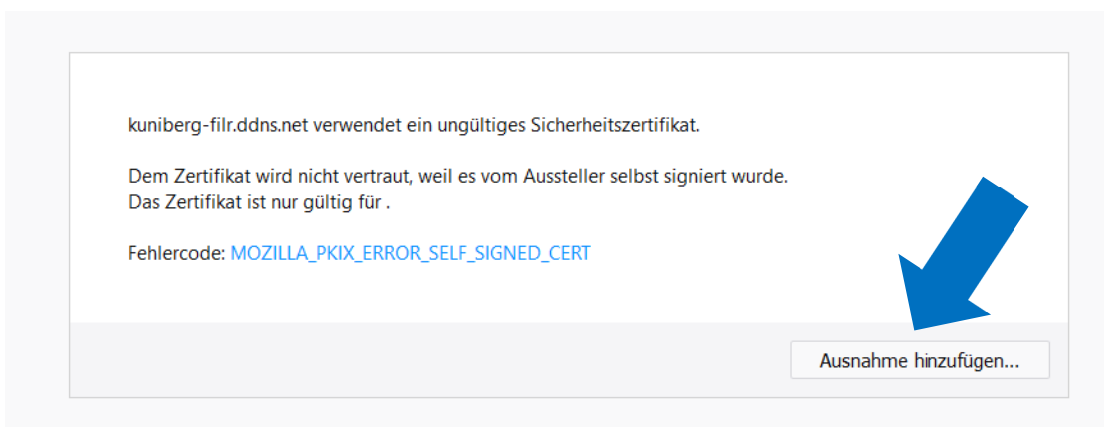 kuniberg-filr.ddns.net verwendet ein ungültiges Sicherheitszertifikat.
Dem Zertifikat wird nicht vertraut, weil es vom Aussteller selbst signiert wurde.
Das Zertifikat ist nur gültig für .
Fehlercode: MOZILLA_PKIX_ERROR_SELF_SIGNED_CERT
Ausnahme hinzufügen...